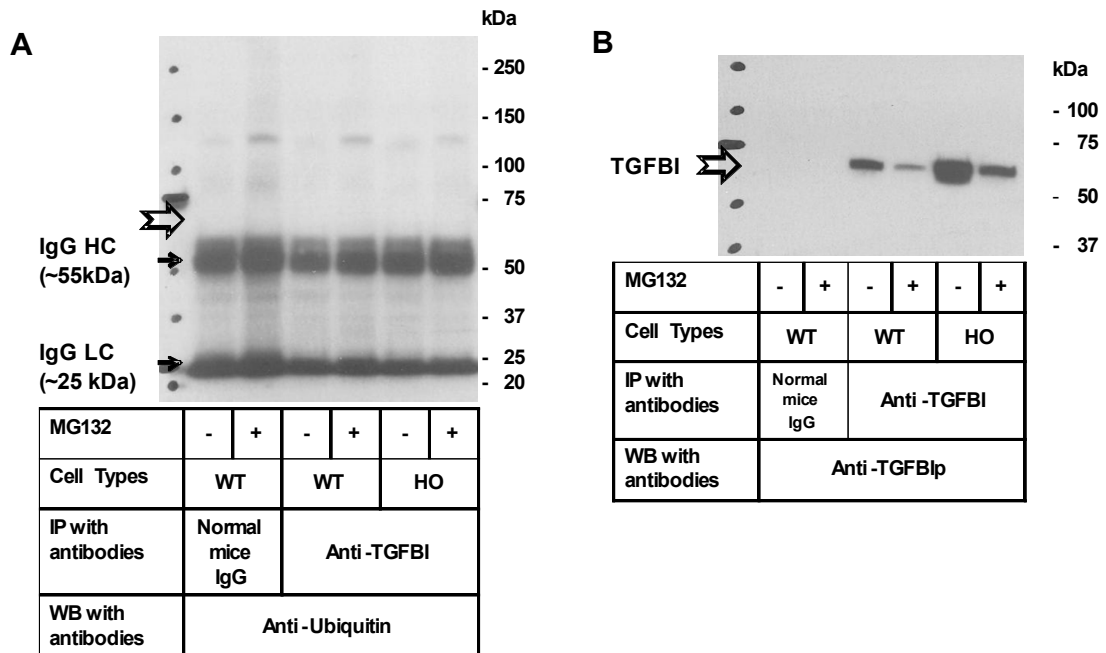 A
kDa
- 250
- 150
- 100
- 75
IgG HC
(~55kDa)
- 50
- 37
IgG LC
(~25 kDa)
- 25
- 20
MG132 - + - + - +
Cell Types WT WT HO
IP with
antibodies
Normal
mice
IgG
Anti -TGFBI
WB with
antibodies
Anti -Ubiquitin
B
kDa
- 100
- 75
TGFBI
- 50
- 37
MG132 - + - + - +
Cell Types WT WT HO
IP with
antibodies
Normal
mice
IgG
Anti -TGFBI
WB with
antibodies
Anti -TGFBIp